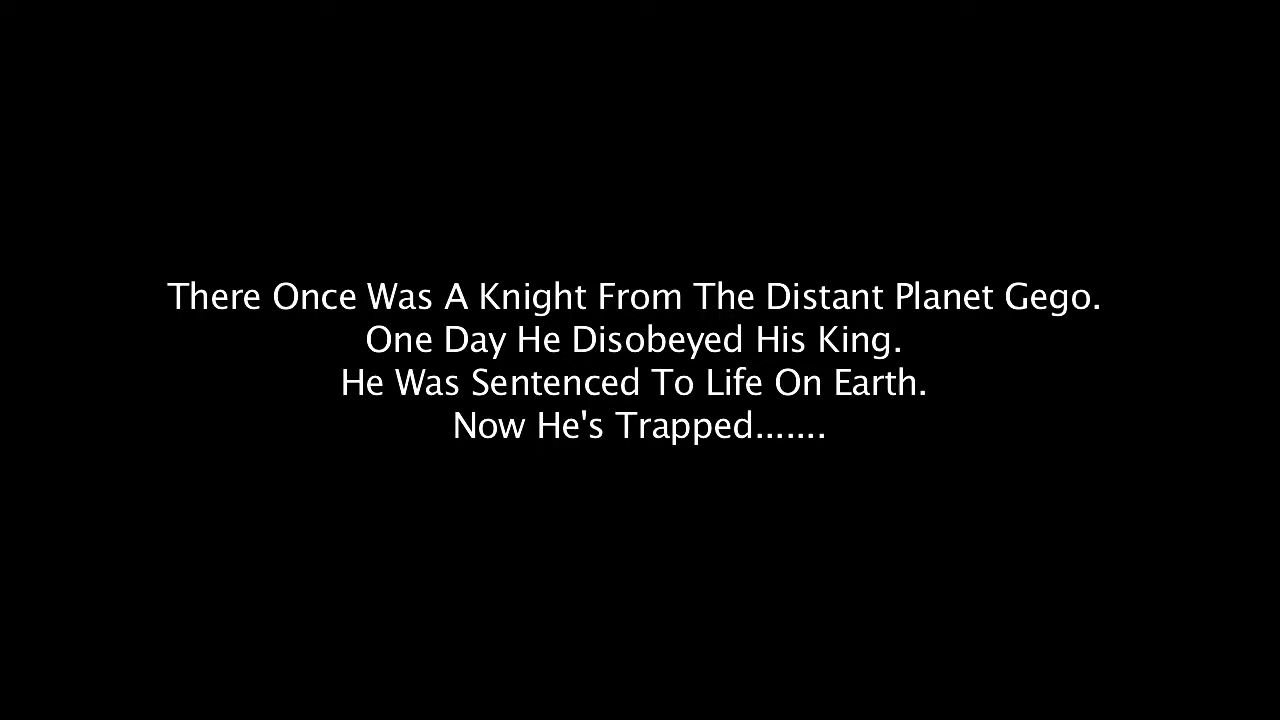 There Once Was A Knight From The Distant Planet Gego.
One Day He Disobeyed His King.
He Was Sentenced To Life On Earth.
Now He's Trapped.......